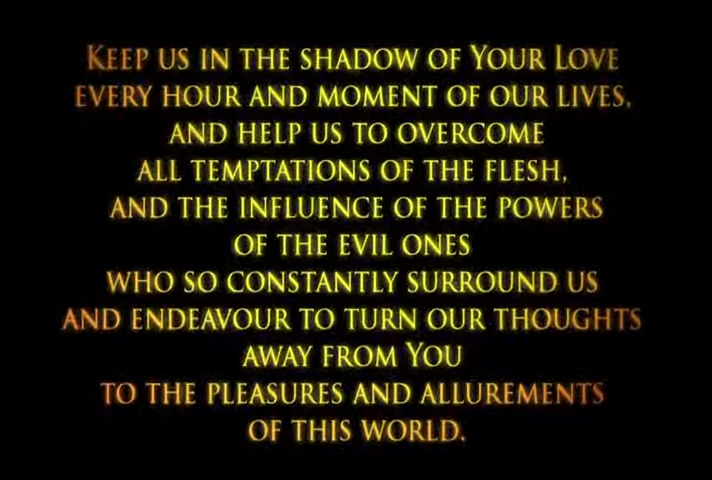 Keep us in the shadow of Your Love
every hour and moment of our lives,
and help us to overcome
all temptations of the flesh,
and the influence of the powers
of the evil ones
who so constantly surround us
and endeavour to turn our thoughts
away from You
to the pleasures and allurements
of this world.